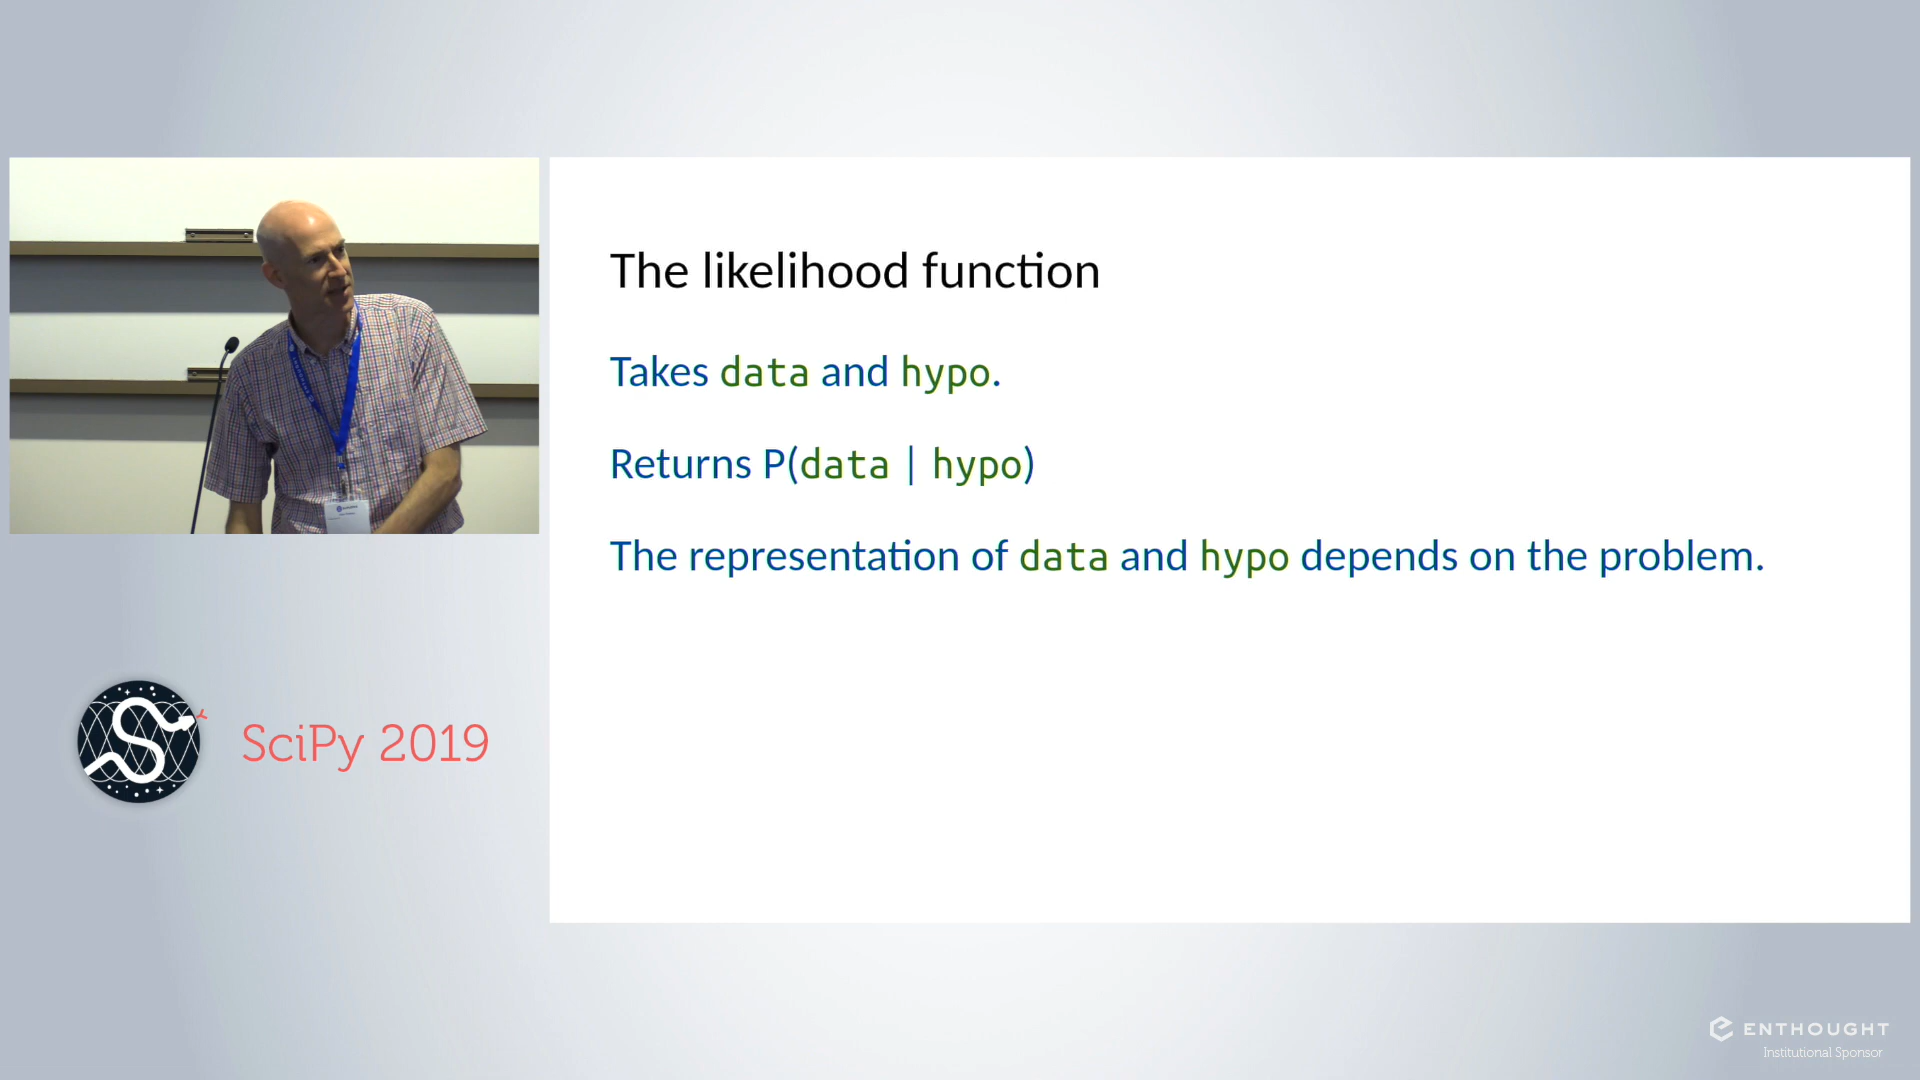 The likelihood function
Takes data and hypo.
Returns P(data | hypo)
The representation of data and hypo depends on the problem.
SciPy 2019
ENTHOUGHT
Institutional Sponsor